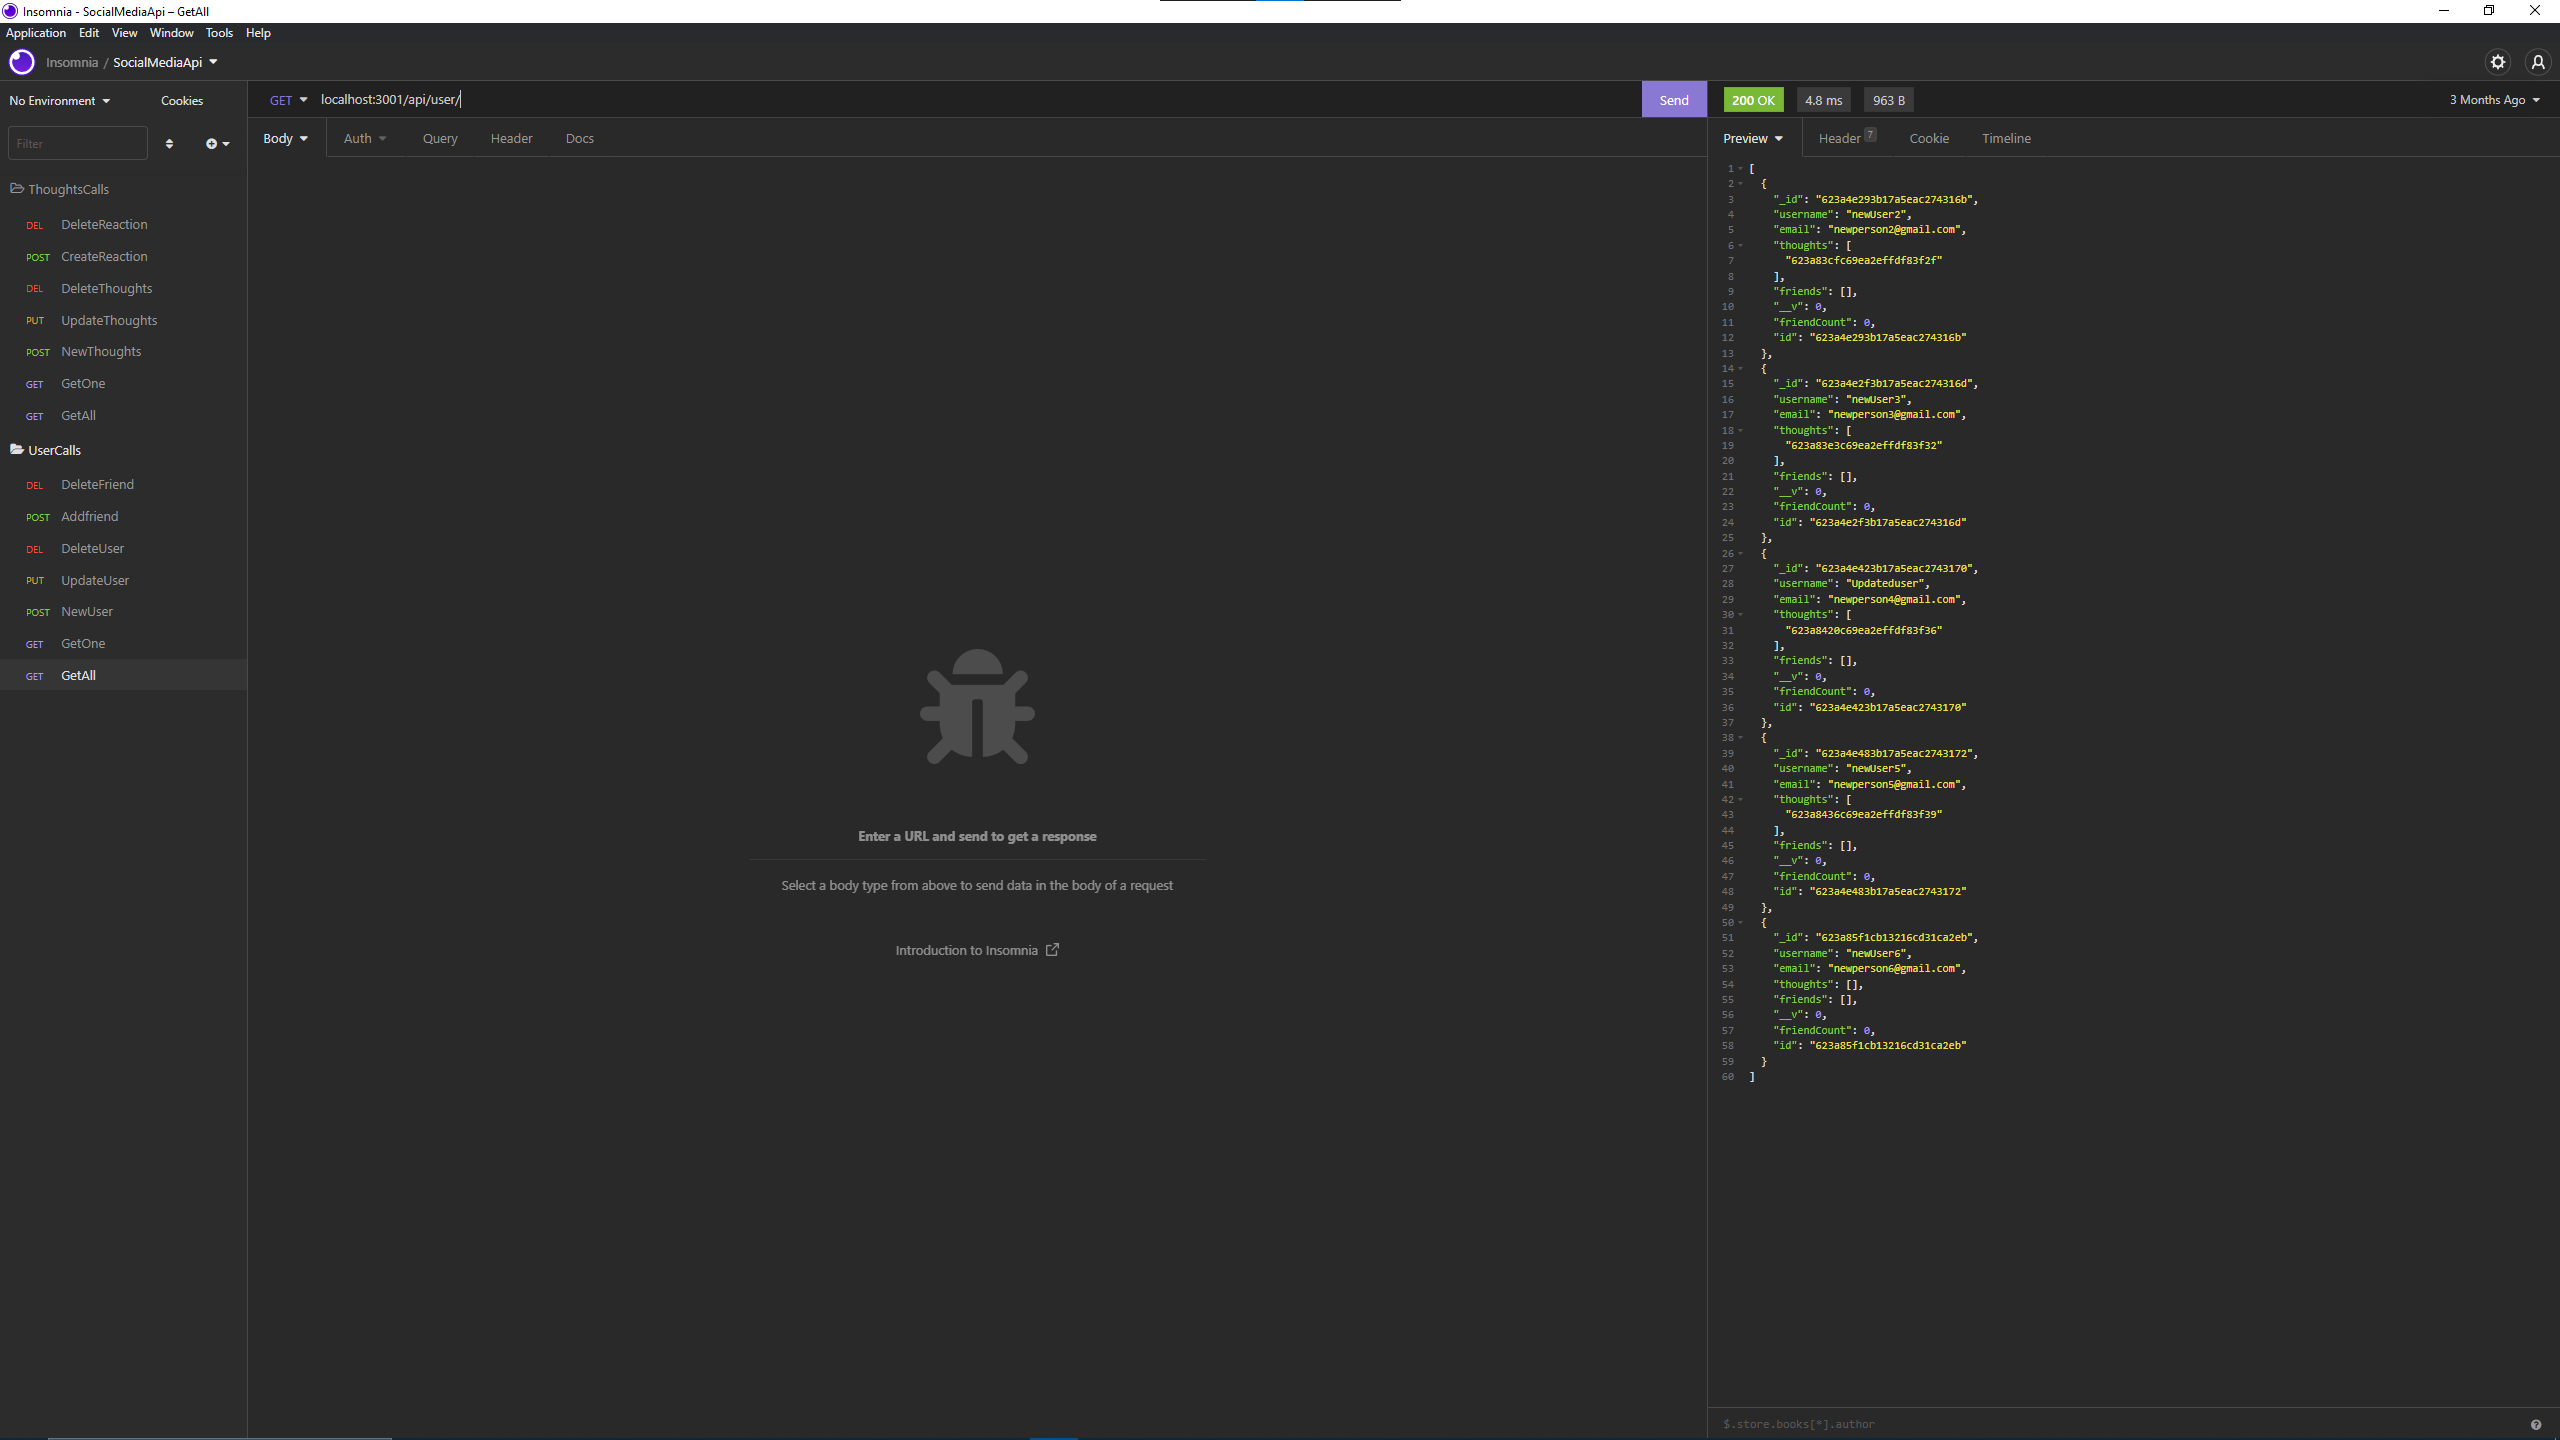 Insomnia - SocialMediaApi – GetAll
Application Edit View Window Tools Help
Insomnia / SocialMediaApi
No Environment Cookies
GET localhost:3001/api/user/
Send
200 OK 4.8 ms 963 B
3 Months Ago
Filter
Body Auth Query Header Docs
Preview Header 7 Cookie Timeline
ThoughtsCalls
DEL DeleteReaction
POST CreateReaction
DEL DeleteThoughts
PUT UpdateThoughts
POST NewThoughts
GET GetOne
GET GetAll
UserCalls
DEL DeleteFriend
POST Addfriend
DEL DeleteUser
PUT UpdateUser
POST NewUser
GET GetOne
GET GetAll
Enter a URL and send to get a response
Select a body type from above to send data in the body of a request
Introduction to Insomnia
1 [
2 {
3 "_id": "623a4e293b17a5eac274316b",
4 "username": "newUser2",
5 "email": "newperson2@gmail.com",
6 "thoughts": [
7 "623a83cfc69ea2effdf83f2f"
8 ],
9 "friends": [],
10 "__v": 0,
11 "friendCount": 0,
12 "id": "623a4e293b17a5eac274316b"
13 },
14 {
15 "_id": "623a4e2f3b17a5eac274316d",
16 "username": "newUser3",
17 "email": "newperson3@gmail.com",
18 "thoughts": [
19 "623a83e3c69ea2effdf83f32"
20 ],
21 "friends": [],
22 "__v": 0,
23 "friendCount": 0,
24 "id": "623a4e2f3b17a5eac274316d"
25 },
26 {
27 "_id": "623a4e423b17a5eac2743170",
28 "username": "Updateduser",
29 "email": "newperson4@gmail.com",
30 "thoughts": [
31 "623a8420c69ea2effdf83f36"
32 ],
33 "friends": [],
34 "__v": 0,
35 "friendCount": 0,
36 "id": "623a4e423b17a5eac2743170"
37 },
38 {
39 "_id": "623a4e483b17a5eac2743172",
40 "username": "newUser5",
41 "email": "newperson5@gmail.com",
42 "thoughts": [
43 "623a8436c69ea2effdf83f39"
44 ],
45 "friends": [],
46 "__v": 0,
47 "friendCount": 0,
48 "id": "623a4e483b17a5eac2743172"
49 },
50 {
51 "_id": "623a85f1cb13216cd31ca2eb",
52 "username": "newUser6",
53 "email": "newperson6@gmail.com",
54 "thoughts": [],
55 "friends": [],
56 "__v": 0,
57 "friendCount": 0,
58 "id": "623a85f1cb13216cd31ca2eb"
59 }
60 ]
$.store.books[*].author